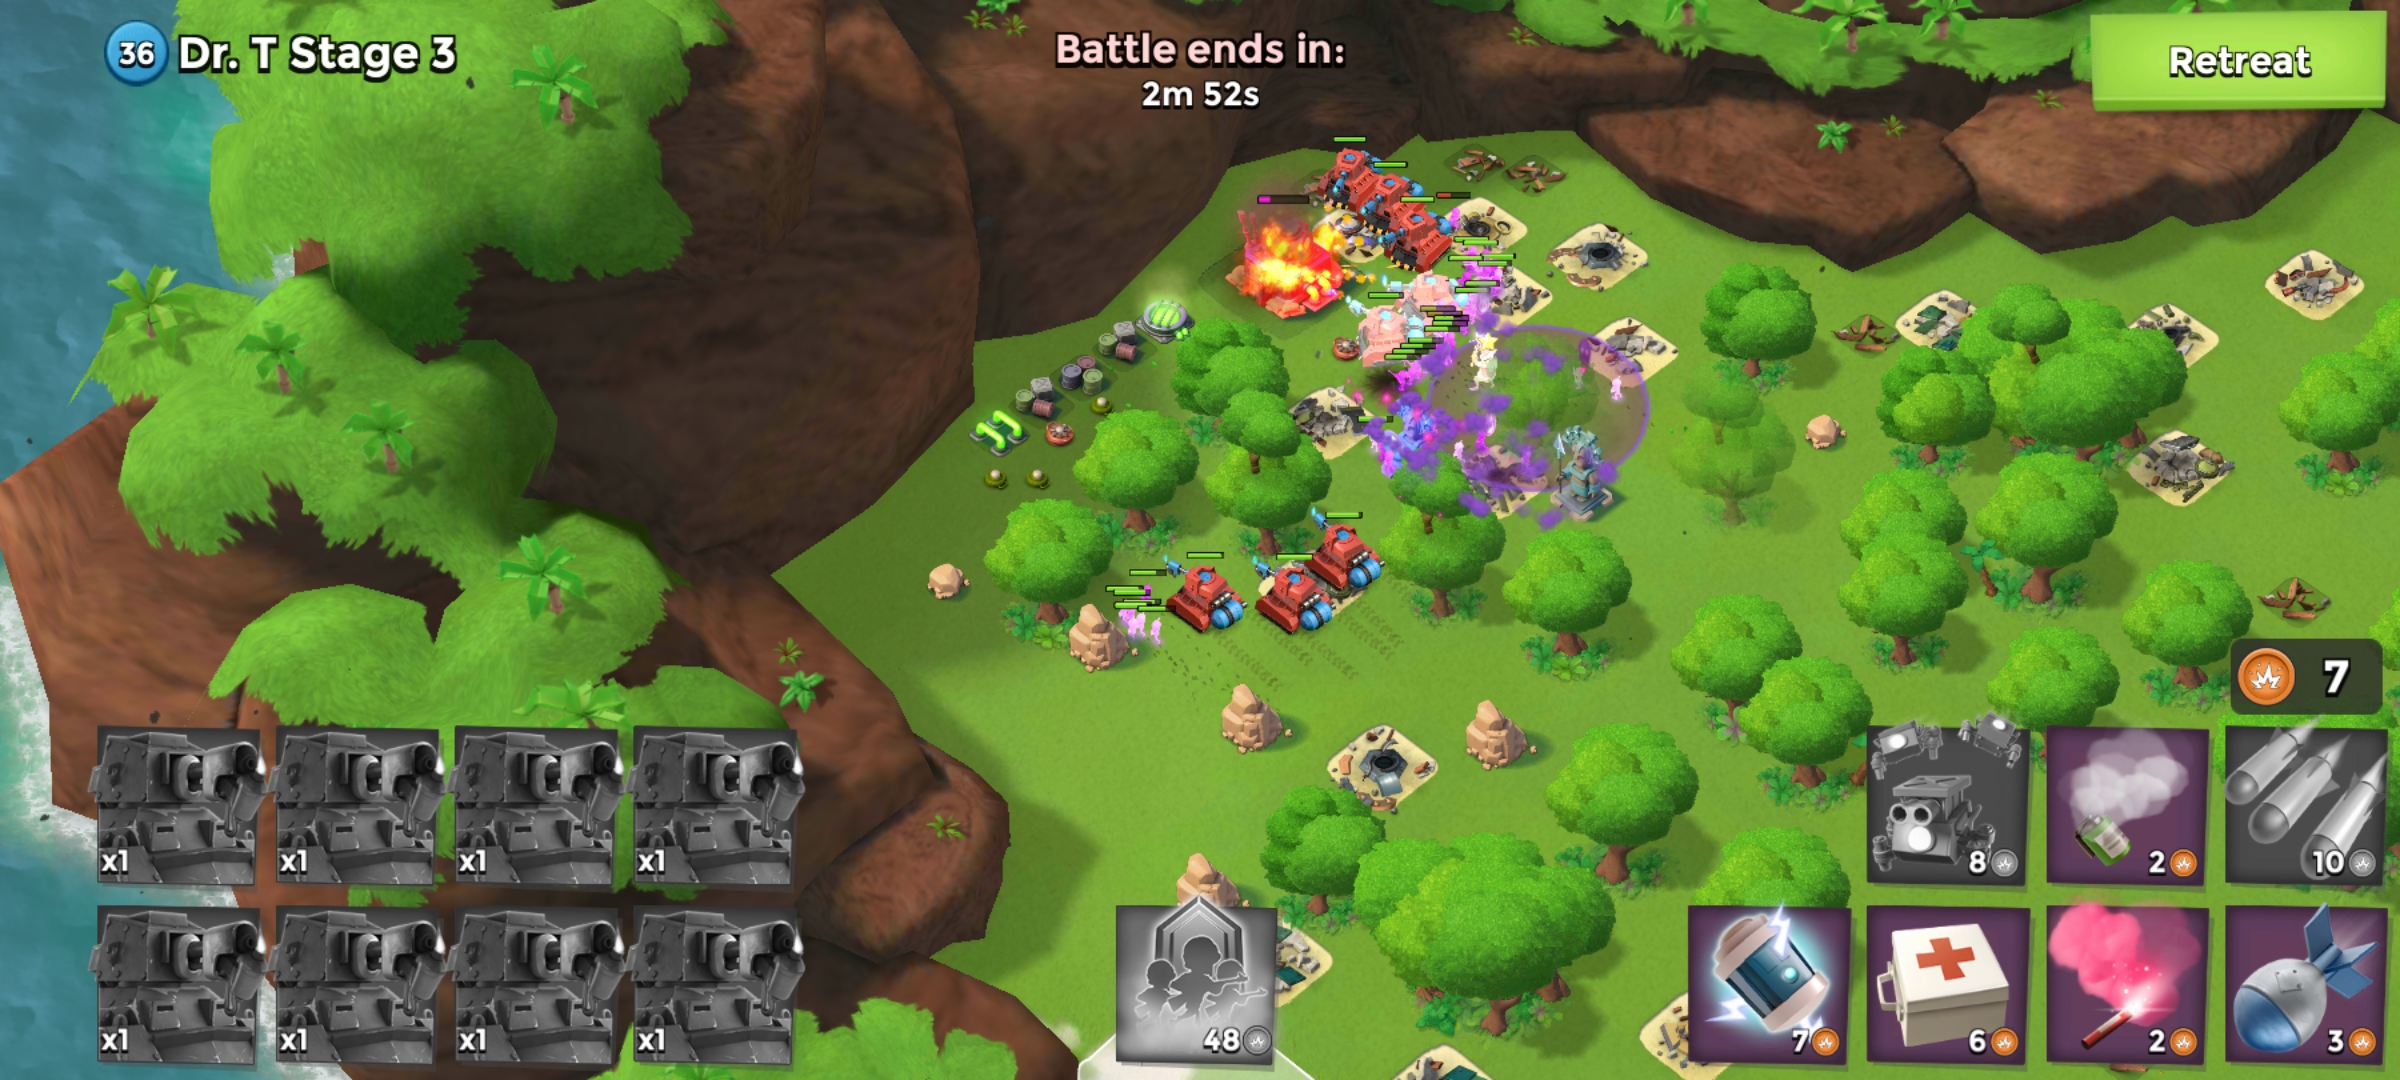 36 Dr. T Stage 3
Battle ends in:
2m 52s
Retreat
7
x1 x1 x1 x1
8 2 10
x1 x1 x1 x1
48 7 6 2 3